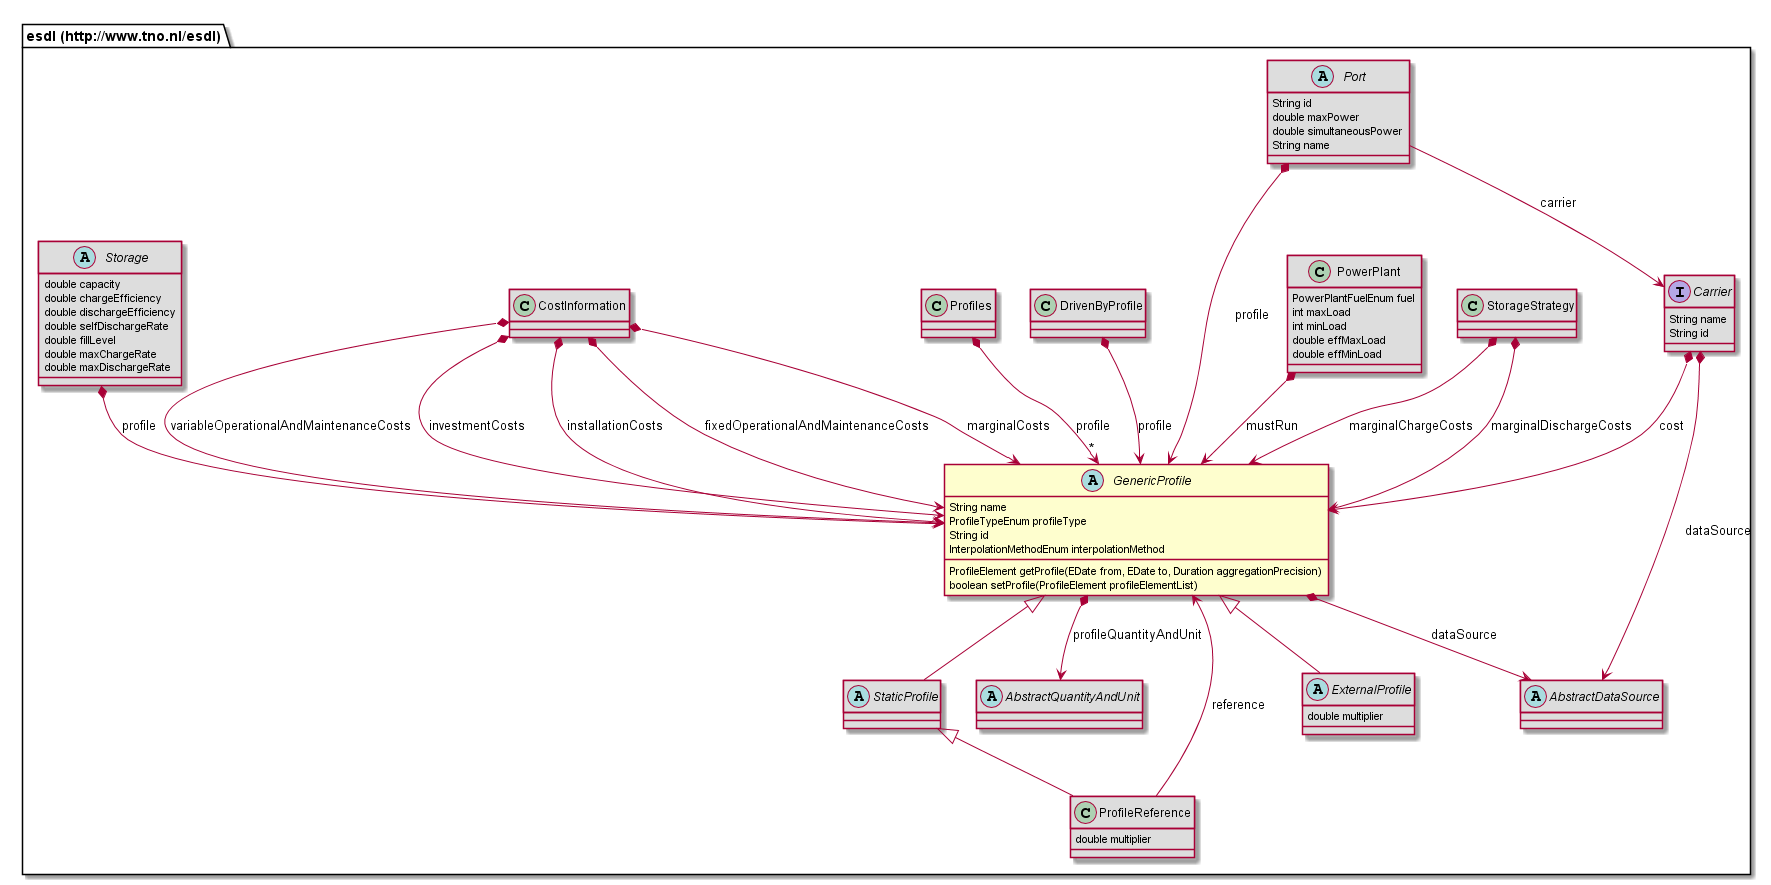 esdl (http://www.tno.nl/esdl)
A Port
String id
double maxPower
double simultaneousPower
String name
carrier
A Storage
double capacity
double chargeEfficiency
double dischargeEfficiency
double selfDischargeRate
double fillLevel
double maxChargeRate
double maxDischargeRate
C CostInformation
C Profiles
C DrivenByProfile
profile
C PowerPlant
PowerPlantFuelEnum fuel
int maxLoad
int minLoad
double effMaxLoad
double effMinLoad
C StorageStrategy
I Carrier
String name
String id
profile
variableOperationalAndMaintenanceCosts
investmentCosts
installationCosts
fixedOperationalAndMaintenanceCosts
marginalCosts
profile
*
profile
mustRun
marginalChargeCosts
marginalDischargeCosts
cost
A GenericProfile
String name
ProfileTypeEnum profileType
String id
InterpolationMethodEnum interpolationMethod
ProfileElement getProfile(EDate from, EDate to, Duration aggregationPrecision)
boolean setProfile(ProfileElement profileElementList)
dataSource
profileQuantityAndUnit
dataSource
A StaticProfile
A AbstractQuantityAndUnit
reference
A ExternalProfile
double multiplier
A AbstractDataSource
C ProfileReference
double multiplier